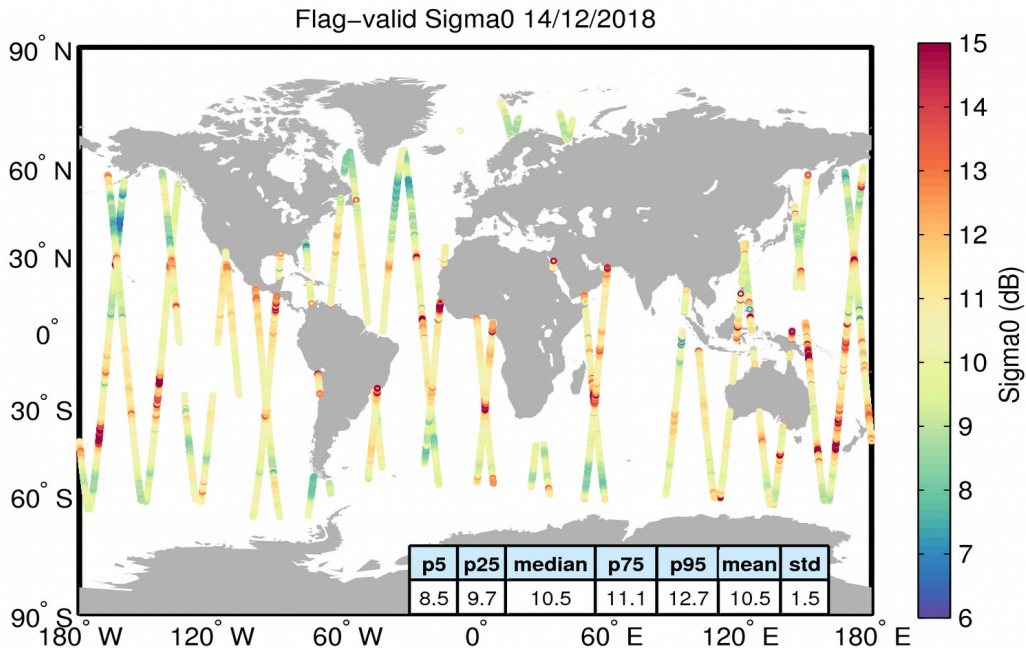 Flag−valid Sigma0 14/12/2018
90° N
60° N
30° N
0°
30° S
60° S
90° S
180° W
120° W
60° W
0°
60° E
120° E
180° E
p5 p25 median p75 p95 mean std
8.5 9.7 10.5 11.1 12.7 10.5 1.5
15
14
13
12
11
10
9
8
7
6
Sigma0 (dB)